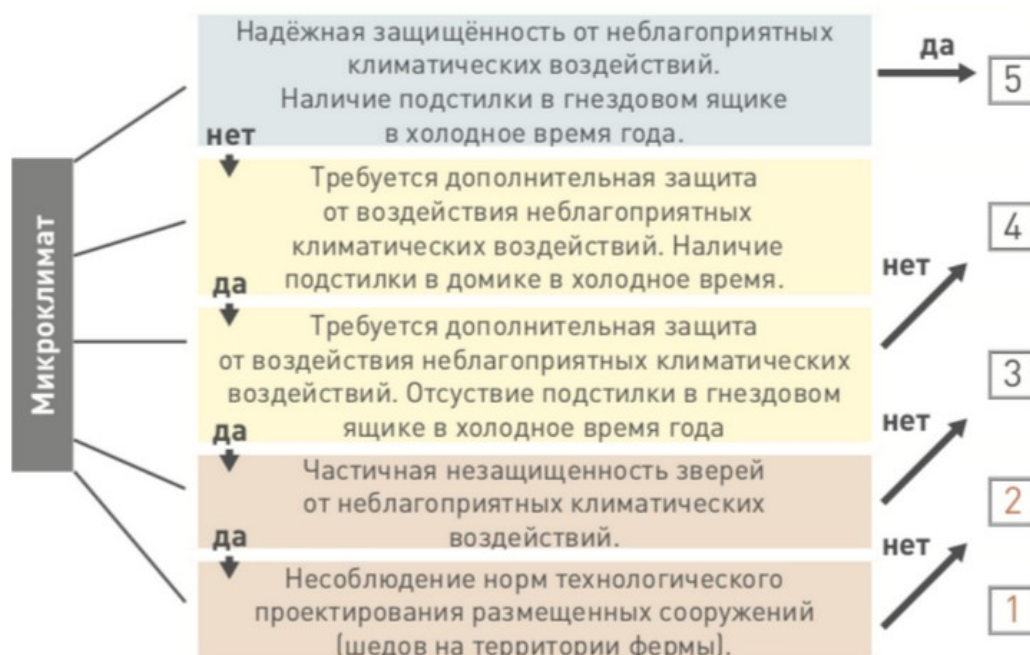 Микроклимат
Надёжная защищённость от неблагоприятных
климатических воздействий.
Наличие подстилки в гнездовом ящике
в холодное время года.
да
5
нет
Требуется дополнительная защита
от воздействия неблагоприятных
климатических воздействий. Наличие
подстилки в домике в холодное время.
4
нет
да
Требуется дополнительная защита
от воздействия неблагоприятных климатических
воздействий. Отсуствие подстилки в гнездовом
ящике в холодное время года
3
нет
да
Частичная незащищенность зверей
от неблагоприятных климатических
воздействий.
2
нет
да
Несоблюдение норм технологического
проектирования размещенных сооружений
(шедов на территории фермы).
1